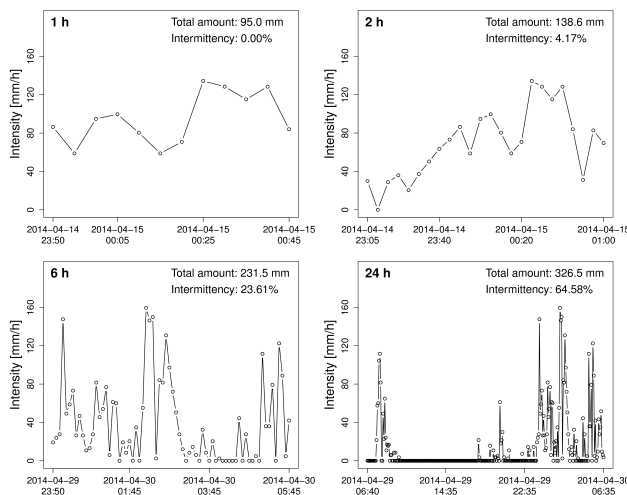 1 h
Total amount: 95.0 mm
Intermittency: 0.00%
Intensity [mm/h]
160
120
80
40
0
2014−04−14 2014−04−15 2014−04−15 2014−04−15
23:50 00:05 00:25 00:45
2 h
Total amount: 138.6 mm
Intermittency: 4.17%
Intensity [mm/h]
160
120
80
40
0
2014−04−14 2014−04−14 2014−04−15 2014−04−15
23:05 23:40 00:20 01:00
6 h
Total amount: 231.5 mm
Intermittency: 23.61%
Intensity [mm/h]
160
120
80
40
0
2014−04−29 2014−04−30 2014−04−30 2014−04−30
23:50 01:45 03:45 05:45
24 h
Total amount: 326.5 mm
Intermittency: 64.58%
Intensity [mm/h]
160
120
80
40
0
2014−04−29 2014−04−29 2014−04−29 2014−04−30
06:40 14:35 22:35 06:35